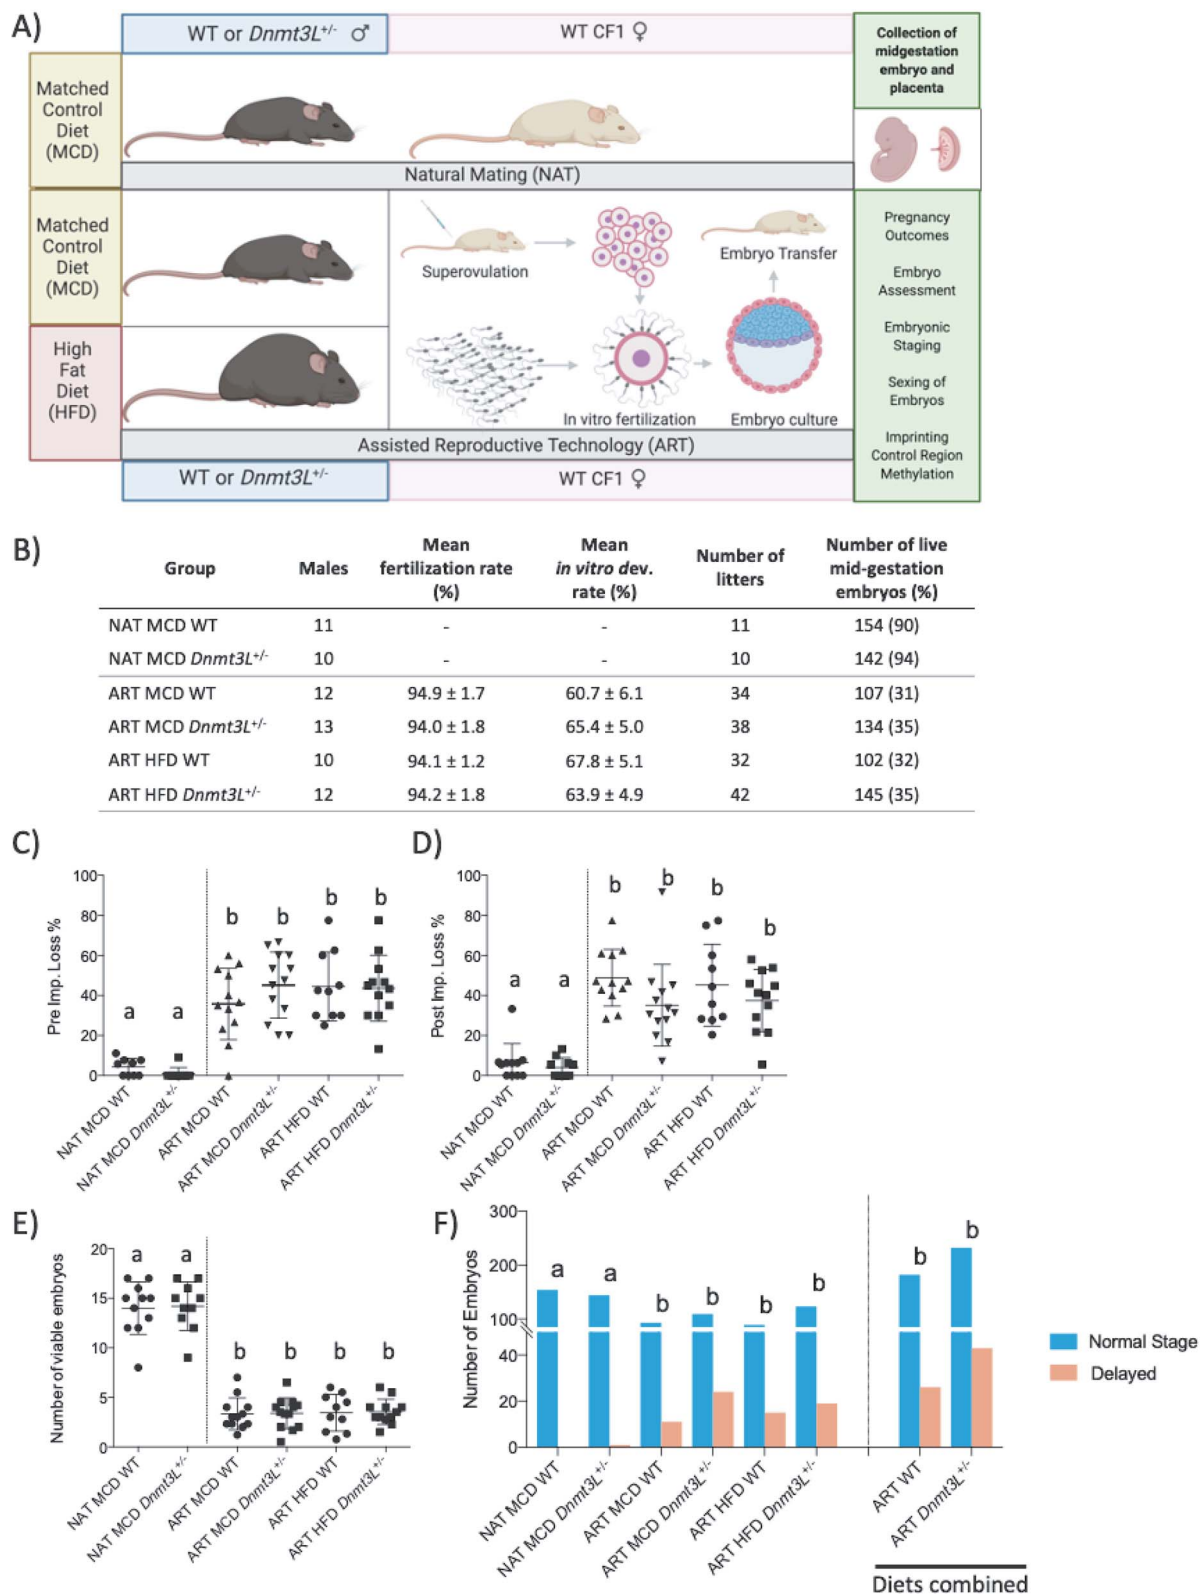 A)
WT or Dnmt3L+/- ♂
WT CF1 ♀
Collection of
midgestation
embryo and
placenta
Matched
Control
Diet
(MCD)
Natural Mating (NAT)
Matched
Control
Diet
(MCD)
Superovulation
Embryo Transfer
Pregnancy
Outcomes
Embryo
Assessment
Embryonic
Staging
Sexing of
Embryos
Imprinting
Control Region
Methylation
High
Fat
Diet
(HFD)
In vitro fertilization
Embryo culture
Assisted Reproductive Technology (ART)
WT or Dnmt3L+/-
WT CF1 ♀
B)
Group Males Mean fertilization rate (%) Mean in vitro dev. rate (%) Number of litters Number of live mid-gestation embryos (%)
NAT MCD WT 11 - - 11 154 (90)
NAT MCD Dnmt3L+/- 10 - - 10 142 (94)
ART MCD WT 12 94.9 ± 1.7 60.7 ± 6.1 34 107 (31)
ART MCD Dnmt3L+/- 13 94.0 ± 1.8 65.4 ± 5.0 38 134 (35)
ART HFD WT 10 94.1 ± 1.2 67.8 ± 5.1 32 102 (32)
ART HFD Dnmt3L+/- 12 94.2 ± 1.8 63.9 ± 4.9 42 145 (35)
C)
Pre Imp. Loss %
100
80
60
40
20
0
a a b b b b
NAT MCD WT
NAT MCD Dnmt3L+/-
ART MCD WT
ART MCD Dnmt3L+/-
ART HFD WT
ART HFD Dnmt3L+/-
D)
Post Imp. Loss %
100
80
60
40
20
0
a a b b b b
NAT MCD WT
NAT MCD Dnmt3L+/-
ART MCD WT
ART MCD Dnmt3L+/-
ART HFD WT
ART HFD Dnmt3L+/-
E)
Number of viable embryos
20
15
10
5
0
a a b b b b
NAT MCD WT
NAT MCD Dnmt3L+/-
ART MCD WT
ART MCD Dnmt3L+/-
ART HFD WT
ART HFD Dnmt3L+/-
F)
Number of Embryos
300
200
100
40
20
0
a a b b b b b b
NAT MCD WT
NAT MCD Dnmt3L+/-
ART MCD WT
ART MCD Dnmt3L+/-
ART HFD WT
ART HFD Dnmt3L+/-
ART WT
ART Dnmt3L+/-
Diets combined
Normal Stage
Delayed